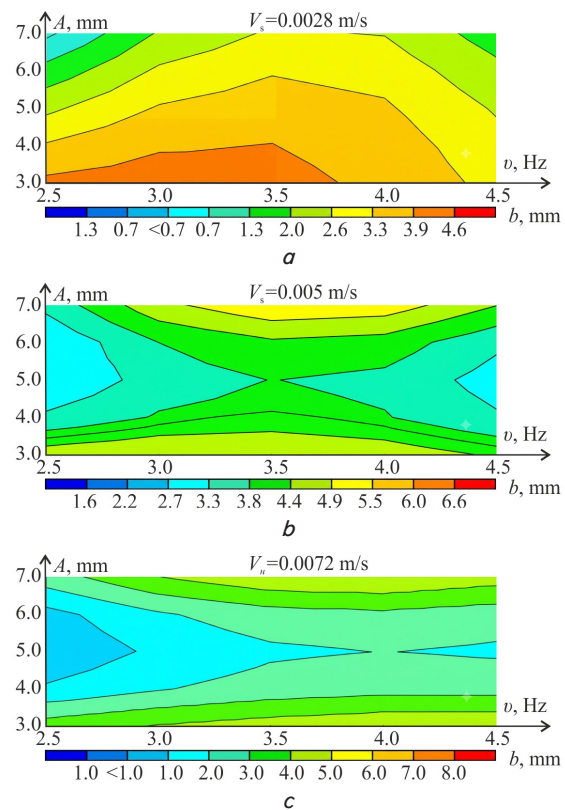 A, mm V_s=0.0028 m/s
7.0
6.0
5.0
4.0
3.0
υ, Hz
2.5 3.0 3.5 4.0 4.5
1.3 0.7 <0.7 0.7 1.3 2.0 2.6 3.3 3.9 4.6 b, mm
a
A, mm V_s=0.005 m/s
7.0
6.0
5.0
4.0
3.0
υ, Hz
2.5 3.0 3.5 4.0 4.5
1.6 2.2 2.7 3.3 3.8 4.4 4.9 5.5 6.0 6.6 b, mm
b
A, mm V_н=0.0072 m/s
7.0
6.0
5.0
4.0
3.0
υ, Hz
2.5 3.0 3.5 4.0 4.5
1.0 <1.0 1.0 2.0 3.0 4.0 5.0 6.0 7.0 8.0 b, mm
c